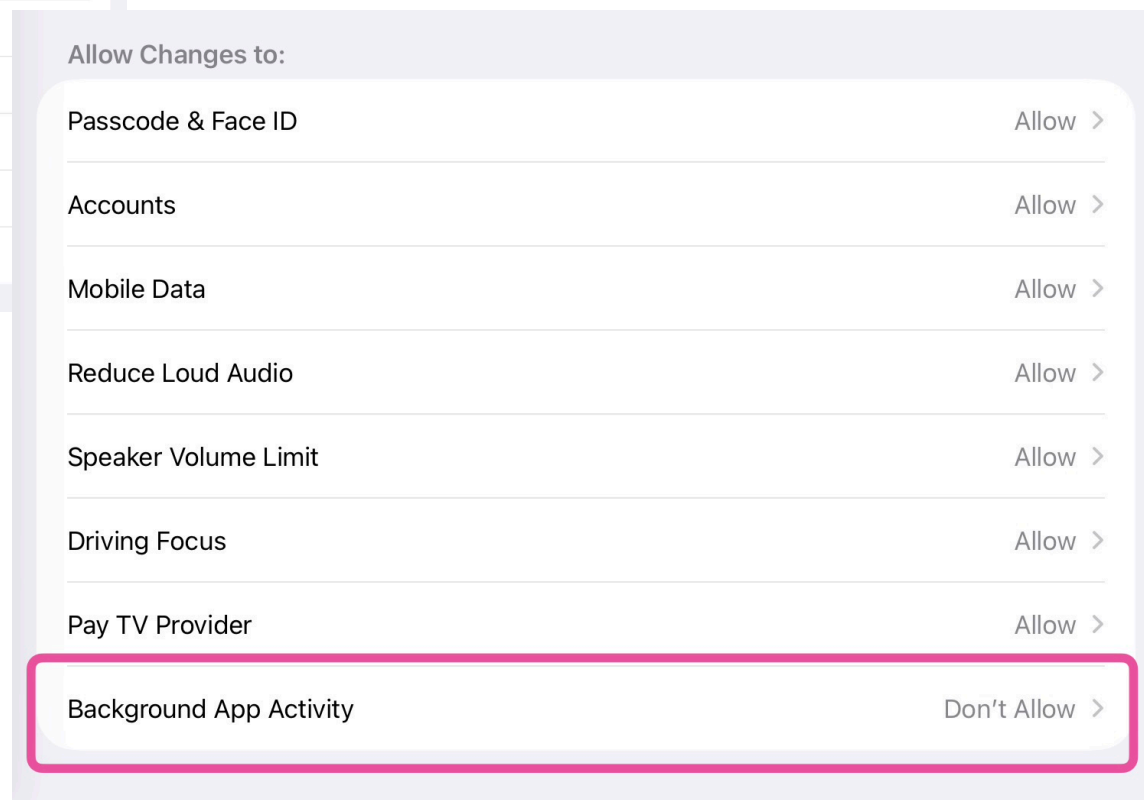 Allow Changes to:
Passcode & Face ID Allow
Accounts Allow
Mobile Data Allow
Reduce Loud Audio Allow
Speaker Volume Limit Allow
Driving Focus Allow
Pay TV Provider Allow
Background App Activity Don’t Allow